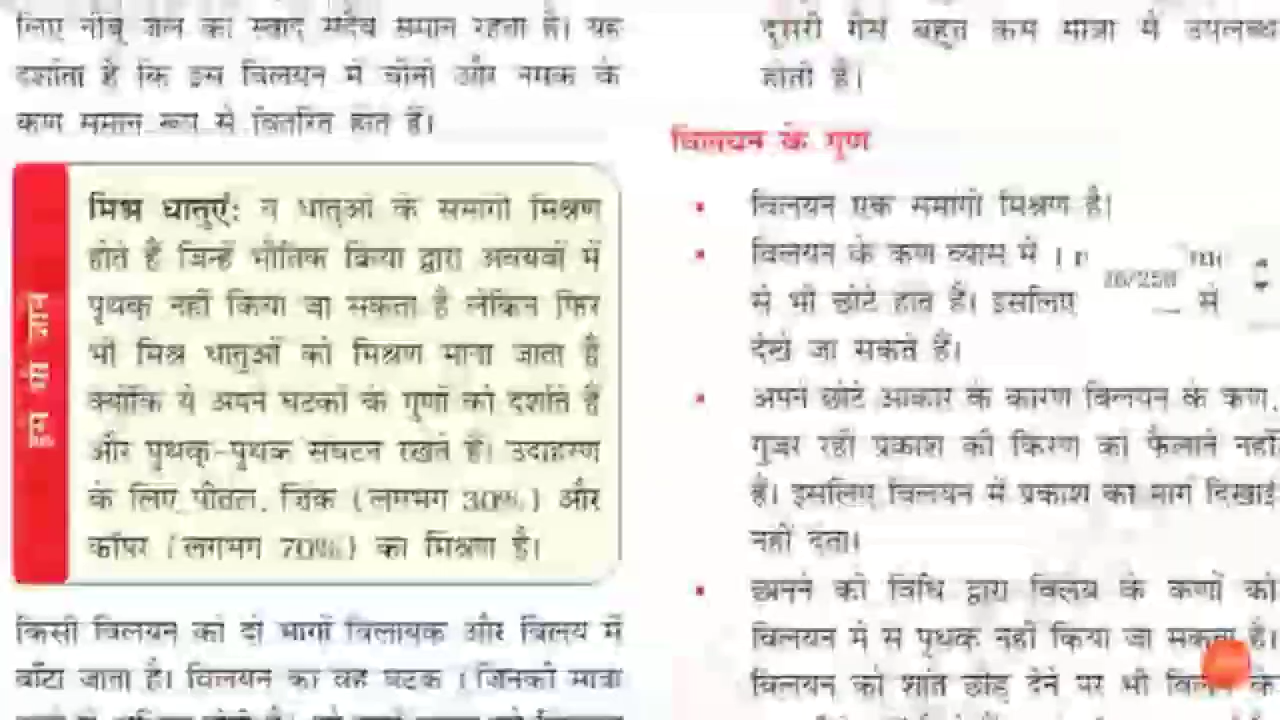 लिए नींबू जल का स्वाद सदैव समान रहता है। यह
दर्शाता है कि इस विलयन में चीनी और नमक के
कण समान रूप से वितरित होते हैं।
हम भी जानें
मिश्र धातुएँ: ये धातुओं के समांगी मिश्रण
होते हैं जिन्हें भौतिक क्रिया द्वारा अवयवों में
पृथक् नहीं किया जा सकता है लेकिन फिर
भी मिश्र धातुओं को मिश्रण माना जाता है
क्योंकि ये अपने घटकों के गुणों को दर्शाते हैं
और पृथक्-पृथक संघटन रखते हैं। उदाहरण
के लिए पीतल, जिंक (लगभग 30%) और
कॉपर (लगभग 70%) का मिश्रण है।
किसी विलयन को दो भागों विलायक और विलेय में
बाँटा जाता है। विलयन का वह घटक (जिसकी मात्रा
दूसरी गैसें बहुत कम मात्रा में उपलब्ध
होती हैं।
विलयन के गुण
• विलयन एक समांगी मिश्रण है।
• विलयन के कण व्यास में 1 n
से भी छोटे होते हैं। इसलिए से
देखे जा सकते हैं।
• अपने छोटे आकार के कारण विलयन के कण,
गुजर रही प्रकाश की किरण को फैलाते नहीं
हैं। इसलिए विलयन में प्रकाश का मार्ग दिखाई
नहीं देता।
• छानने की विधि द्वारा विलेय के कणों को
विलयन में से पृथक् नहीं किया जा सकता है।
विलयन को शांत छोड़ देने पर भी के